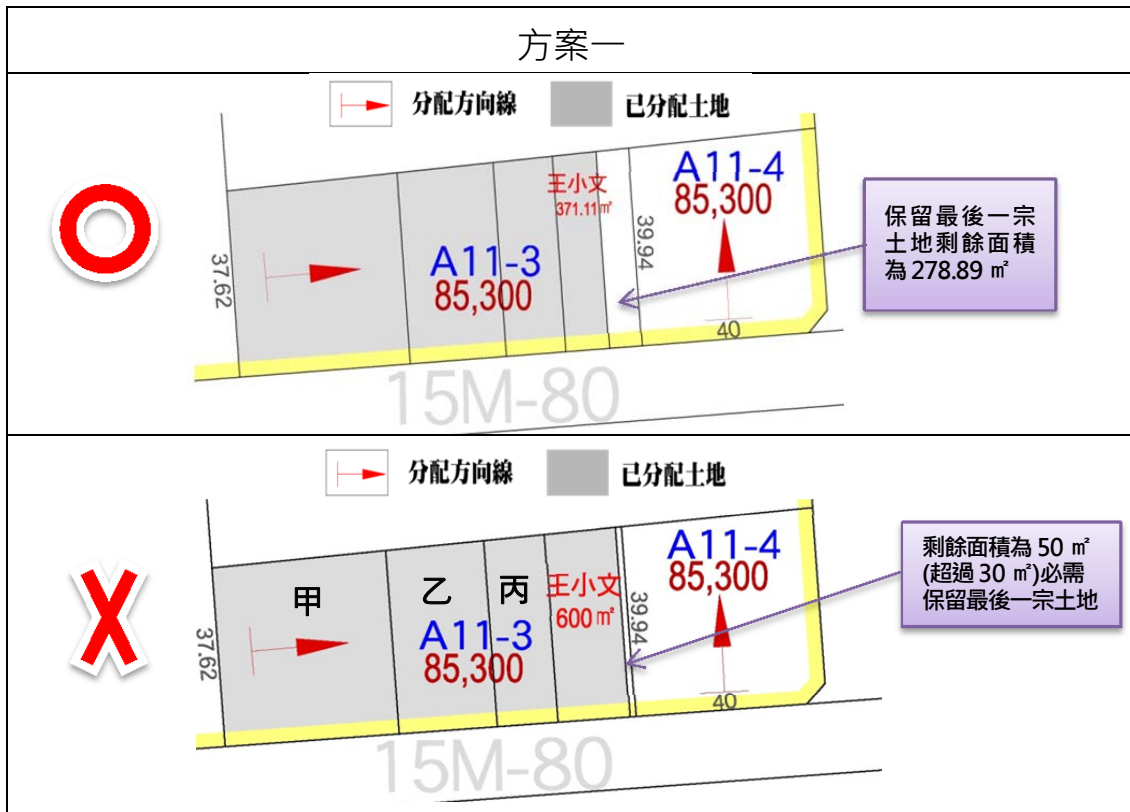 方案一
分配方向線
已分配土地
王小文
371.11㎡
A11-4
85,300
A11-3
85,300
37.62
39.94
40
15M-80
保留最後一宗
土地剩餘面積
為 278.89 ㎡
分配方向線
已分配土地
甲
乙
丙
王小文
600㎡
A11-4
85,300
A11-3
85,300
37.62
39.94
40
15M-80
剩餘面積為 50 ㎡
(超過 30 ㎡)必需
保留最後一宗土地